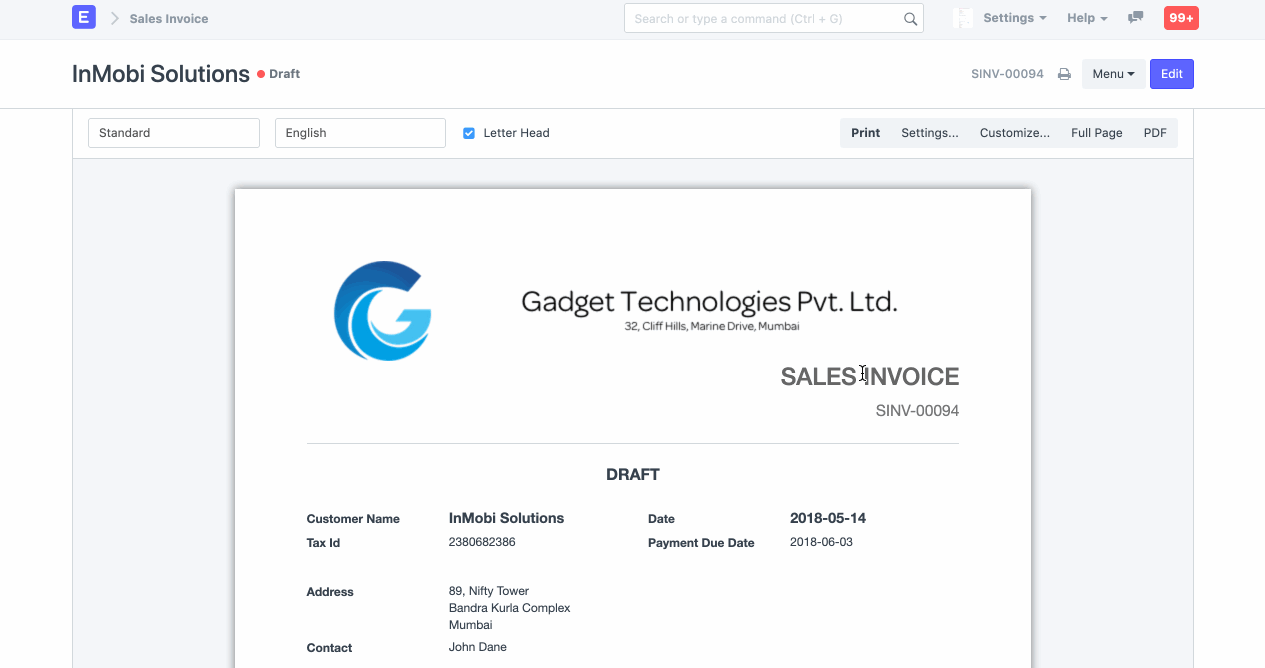 E Sales Invoice Search or type a command (Ctrl + G) Settings Help 99+
InMobi Solutions Draft SINV-00094 Menu Edit
Standard English Letter Head Print Settings... Customize... Full Page PDF
Gadget Technologies Pvt. Ltd.
32, Cliff Hills, Marine Drive, Mumbai
SALES INVOICE
SINV-00094
DRAFT
Customer Name InMobi Solutions Date 2018-05-14
Tax Id 2380682386 Payment Due Date 2018-06-03
Address 89, Nifty Tower
Bandra Kurla Complex
Mumbai
Contact John Dane